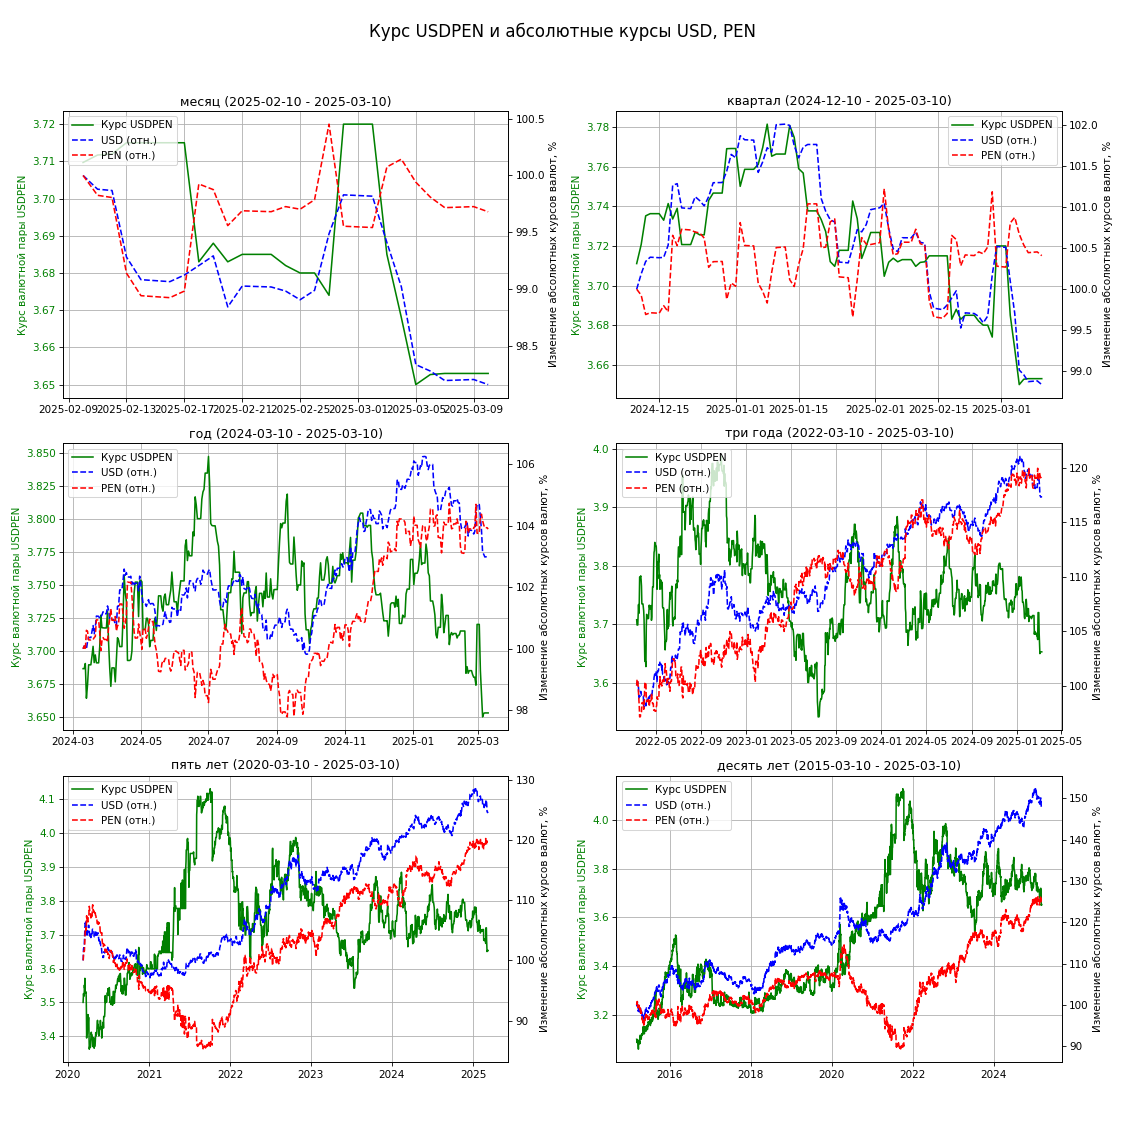 Курс USDPEN и абсолютные курсы USD, PEN
месяц (2025-02-10 - 2025-03-10)
Курс USDPEN
USD (отн.)
PEN (отн.)
Курс валютной пары USDPEN
3.72
3.71
3.70
3.69
3.68
3.67
3.66
3.65
100.5
100.0
99.5
99.0
98.5
Изменение абсолютных курсов валют, %
2025-02-09 2025-02-13 2025-02-17 2025-02-21 2025-02-25 2025-03-01 2025-03-05 2025-03-09
квартал (2024-12-10 - 2025-03-10)
Курс USDPEN
USD (отн.)
PEN (отн.)
Курс валютной пары USDPEN
3.78
3.76
3.74
3.72
3.70
3.68
3.66
102.0
101.5
101.0
100.5
100.0
99.5
99.0
Изменение абсолютных курсов валют, %
2024-12-15 2025-01-01 2025-01-15 2025-02-01 2025-02-15 2025-03-01
год (2024-03-10 - 2025-03-10)
Курс USDPEN
USD (отн.)
PEN (отн.)
Курс валютной пары USDPEN
3.850
3.825
3.800
3.775
3.750
3.725
3.700
3.675
3.650
106
104
102
100
98
Изменение абсолютных курсов валют, %
2024-03 2024-05 2024-07 2024-09 2024-11 2025-01 2025-03
три года (2022-03-10 - 2025-03-10)
Курс USDPEN
USD (отн.)
PEN (отн.)
Курс валютной пары USDPEN
4.0
3.9
3.8
3.7
3.6
120
115
110
105
100
Изменение абсолютных курсов валют, %
2022-05 2022-09 2023-01 2023-05 2023-09 2024-01 2024-05 2024-09 2025-01 2025-05
пять лет (2020-03-10 - 2025-03-10)
Курс USDPEN
USD (отн.)
PEN (отн.)
Курс валютной пары USDPEN
4.1
4.0
3.9
3.8
3.7
3.6
3.5
3.4
130
120
110
100
90
Изменение абсолютных курсов валют, %
2020 2021 2022 2023 2024 2025
десять лет (2015-03-10 - 2025-03-10)
Курс USDPEN
USD (отн.)
PEN (отн.)
Курс валютной пары USDPEN
4.0
3.8
3.6
3.4
3.2
150
140
130
120
110
100
90
Изменение абсолютных курсов валют, %
2016 2018 2020 2022 2024